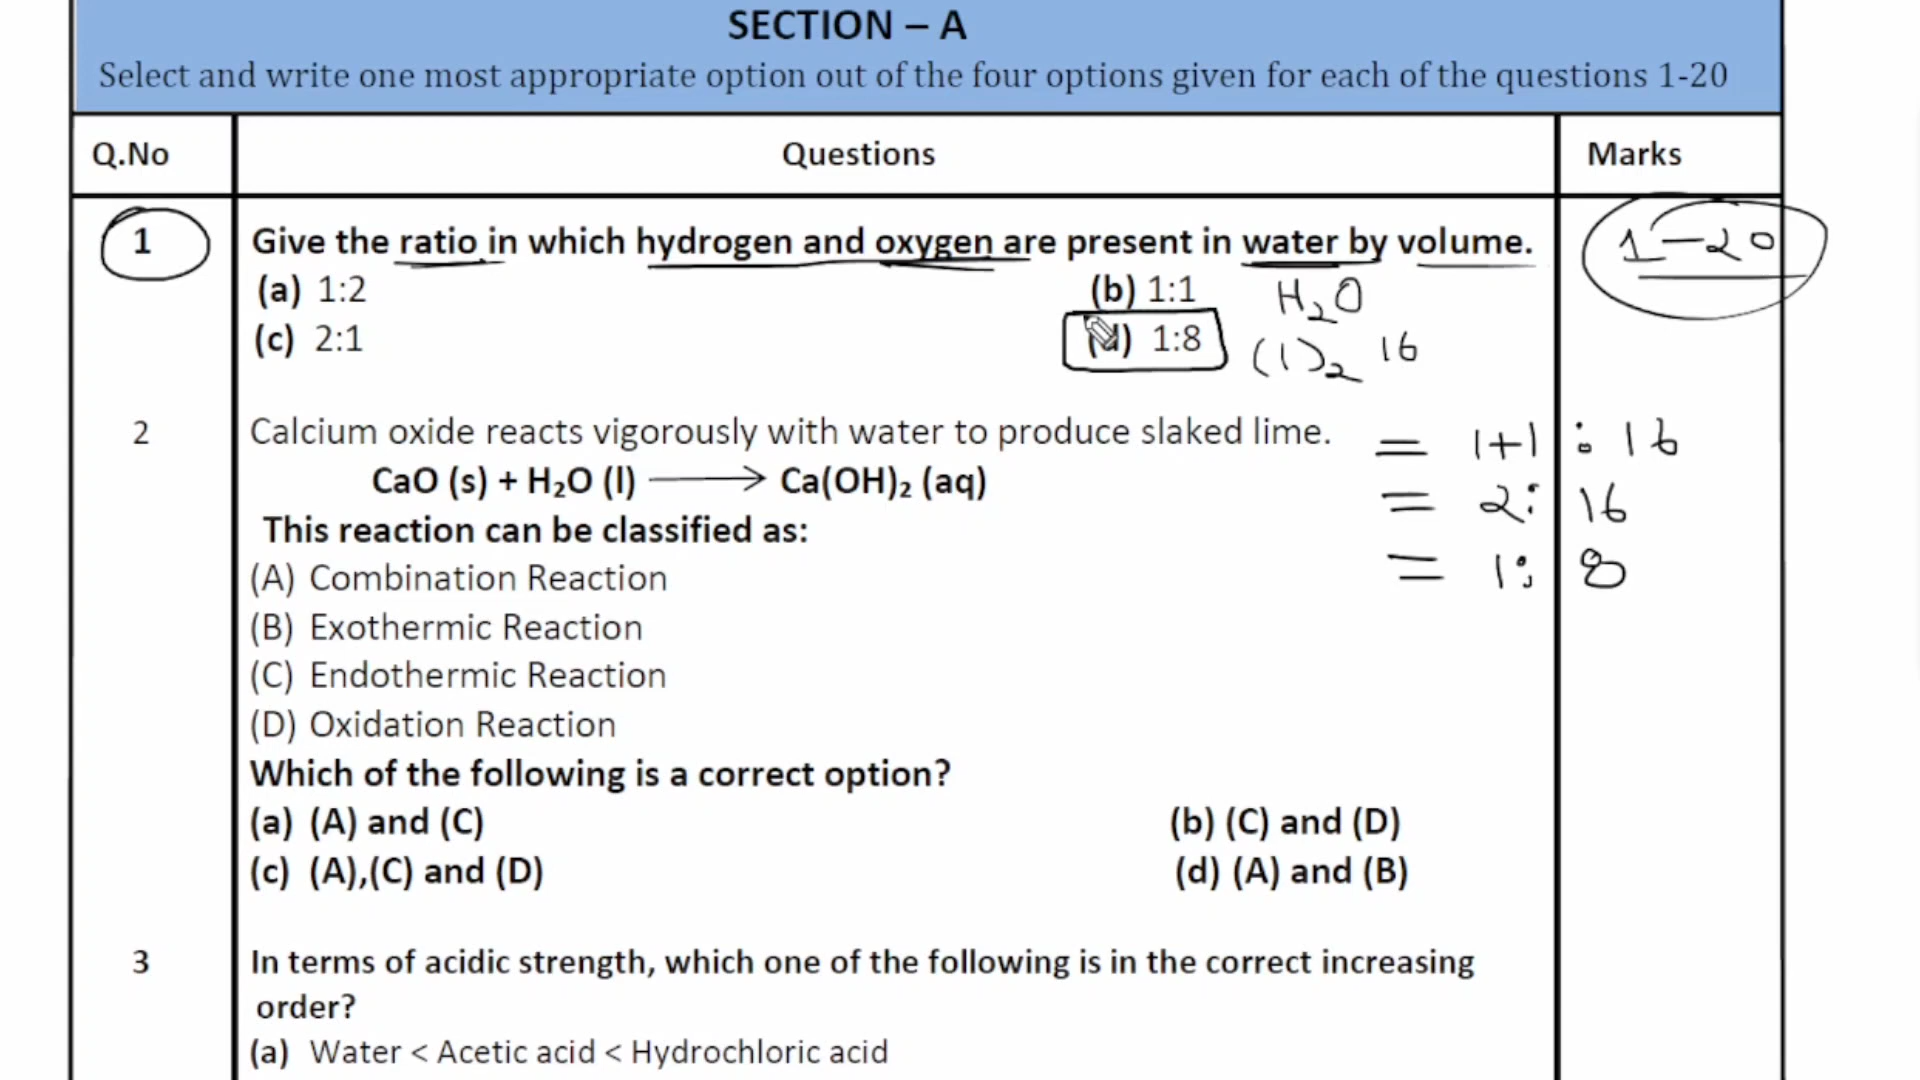 SECTION – A
Select and write one most appropriate option out of the four options given for each of the questions 1-20
Q.No Questions Marks
1 Give the ratio in which hydrogen and oxygen are present in water by volume. 1–20
(a) 1:2 (b) 1:1 H₂O
(c) 2:1 (d) 1:8 (1)₂ 16
2 Calcium oxide reacts vigorously with water to produce slaked lime. = 1+1 : 16
CaO (s) + H₂O (l) ⟶ Ca(OH)₂ (aq) = 2: 16
This reaction can be classified as:
(A) Combination Reaction = 1: 8
(B) Exothermic Reaction
(C) Endothermic Reaction
(D) Oxidation Reaction
Which of the following is a correct option?
(a) (A) and (C) (b) (C) and (D)
(c) (A),(C) and (D) (d) (A) and (B)
3 In terms of acidic strength, which one of the following is in the correct increasing
order?
(a) Water < Acetic acid < Hydrochloric acid